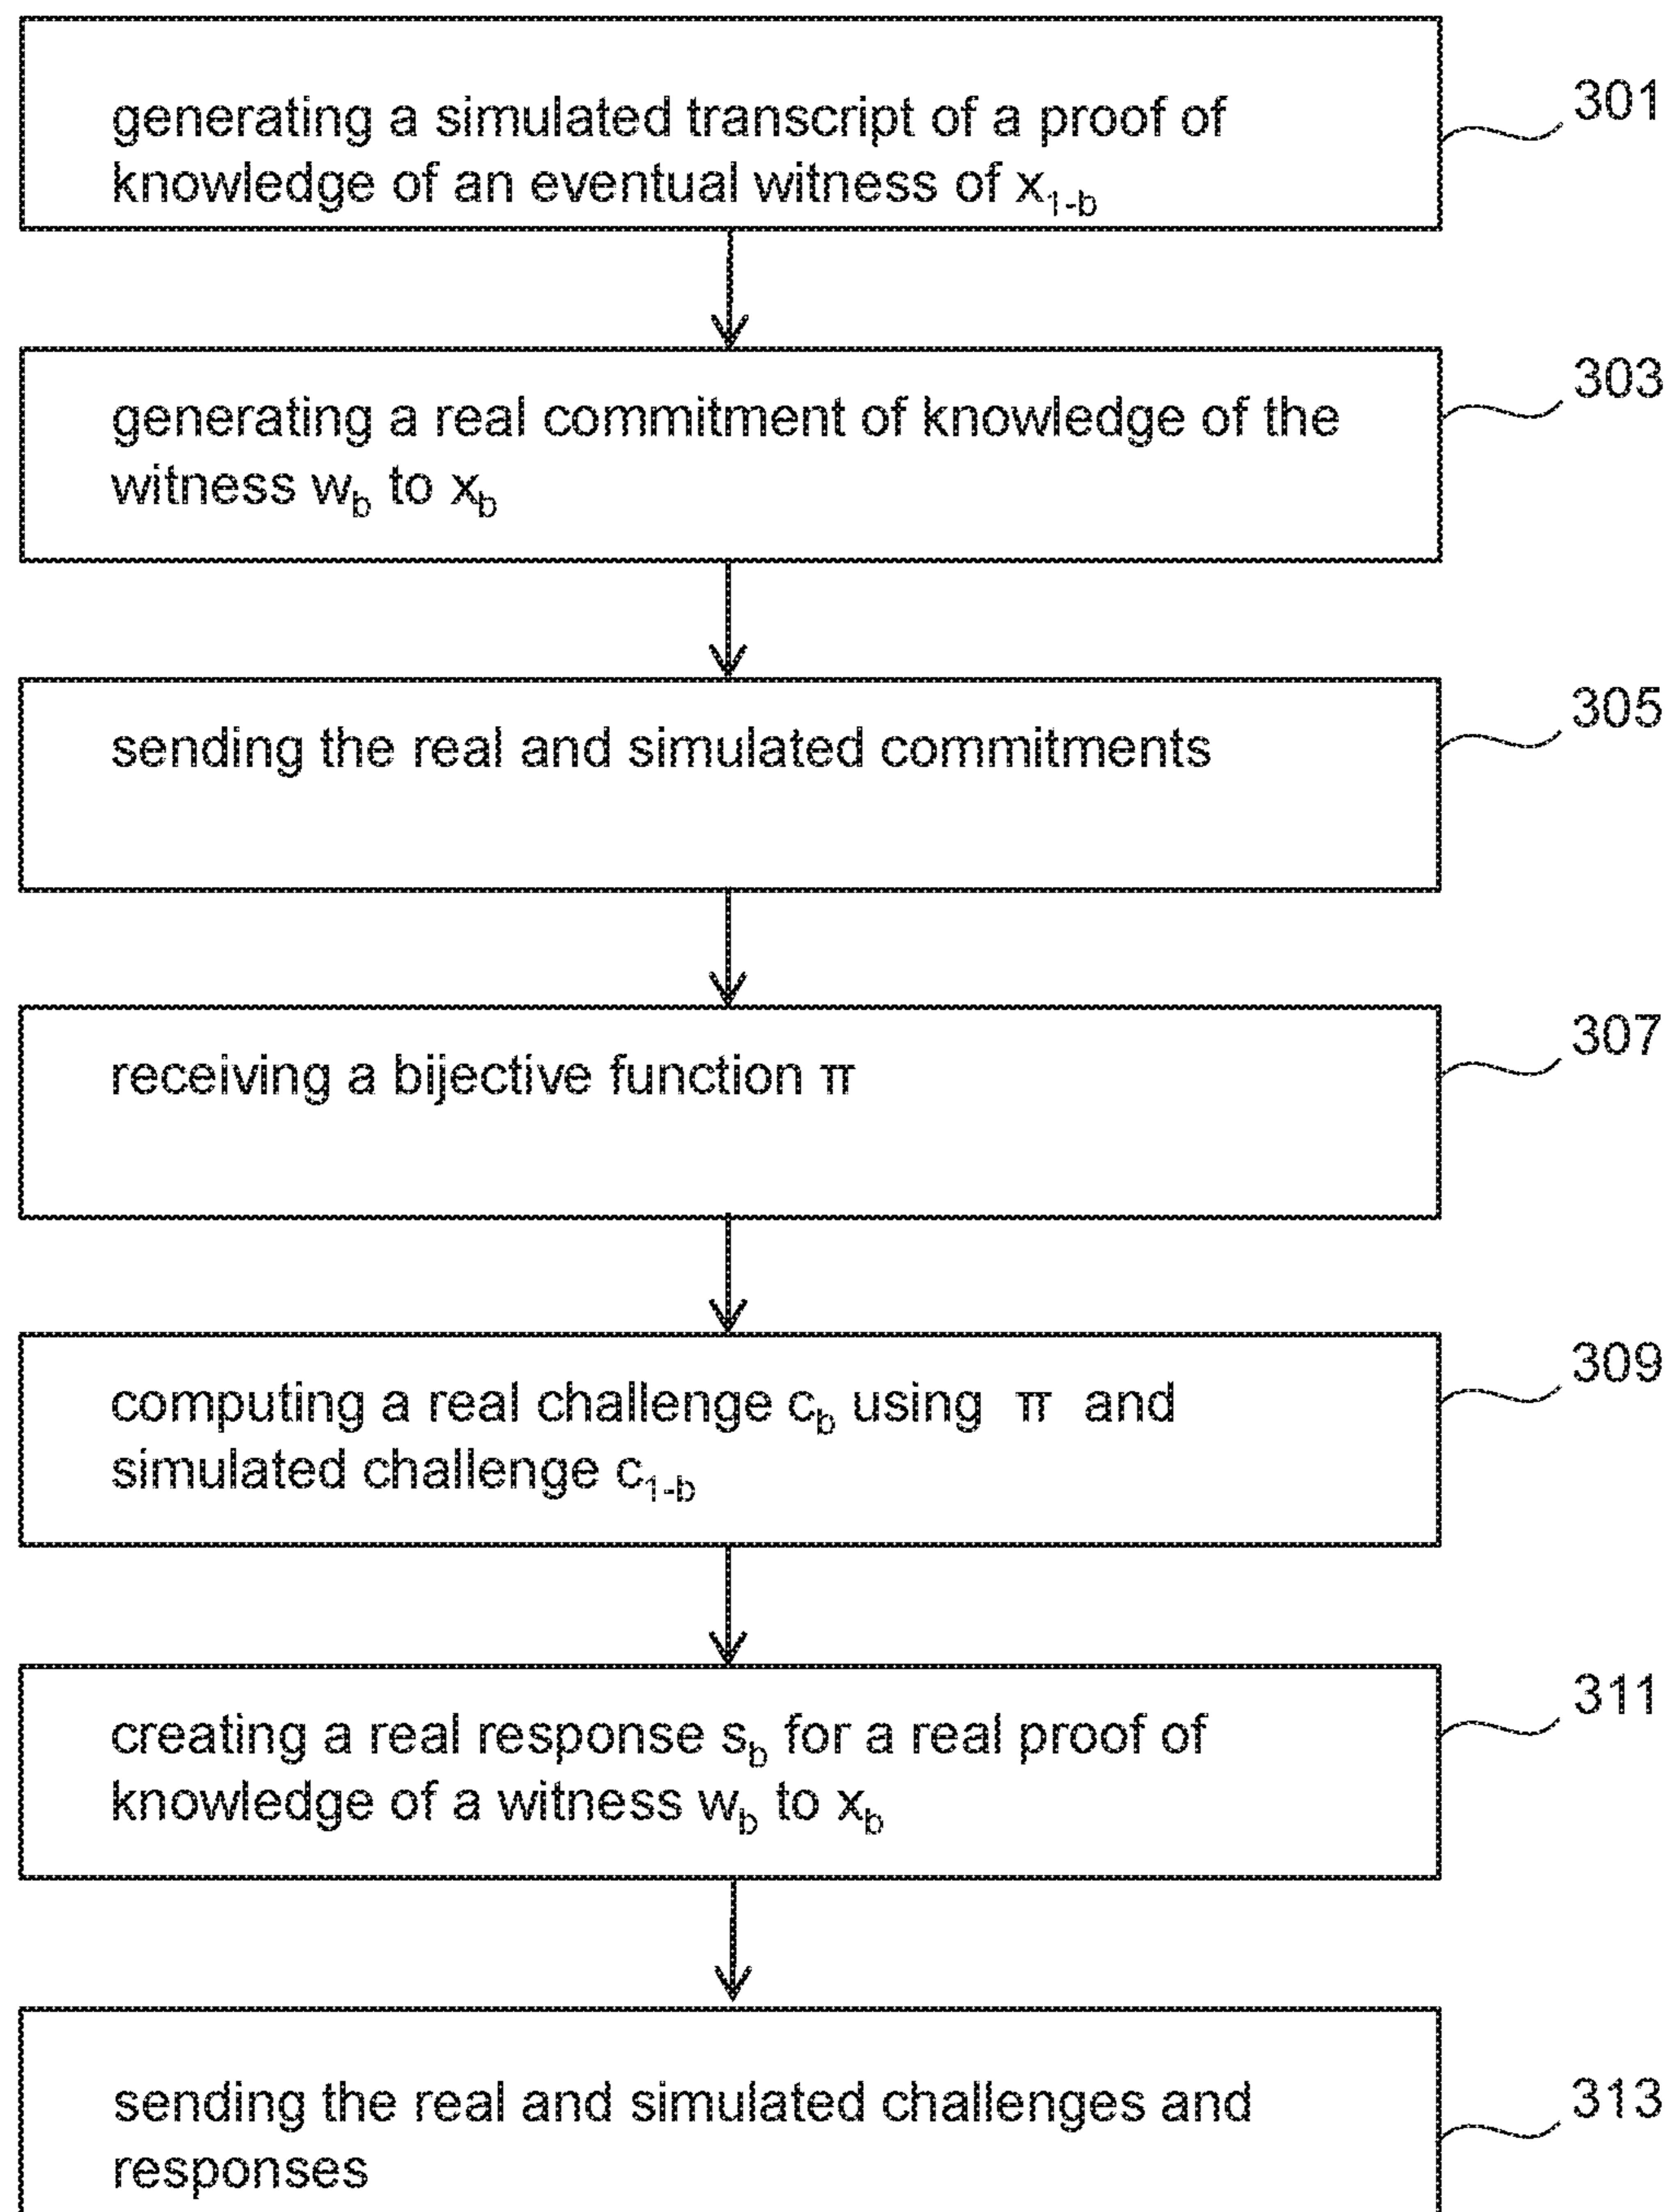 generating a simulated transcript of a proof of
knowledge of an eventual witness of x₁₋b
301
generating a real commitment of knowledge of the
witness wb to xb
303
sending the real and simulated commitments
305
receiving a bijective function π
307
computing a real challenge cb using π and
simulated challenge c₁₋b
309
creating a real response sb for a real proof of
knowledge of a witness wb to xb
311
sending the real and simulated challenges and
responses
313